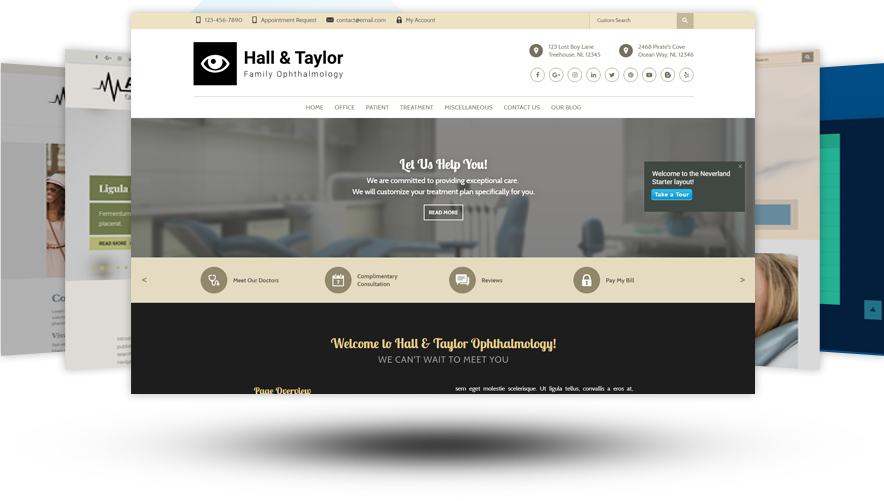 123-456-7890 Appointment Request contact@email.com My Account Custom Search
Hall & Taylor
Family Ophthalmology
123 Lost Boy Lane
Treehouse, NL 12345
2468 Pirate's Cove
Ocean Way, NL 12346
HOME OFFICE PATIENT TREATMENT MISCELLANEOUS CONTACT US OUR BLOG
Let Us Help You!
We are committed to providing exceptional care.
We will customize your treatment plan specifically for you.
READ MORE
Welcome to the Neverland
Starter layout!
Take a Tour
< Meet Our Doctors
Complimentary
Consultation
Reviews
Pay My Bill >
Welcome to Hall & Taylor Ophthalmology!
WE CAN'T WAIT TO MEET YOU
Page Overview
sem eget molestie scelerisque. Ut ligula tellus, convallis a eros at,
Ligula
Fermentum
placerat.
READ MORE